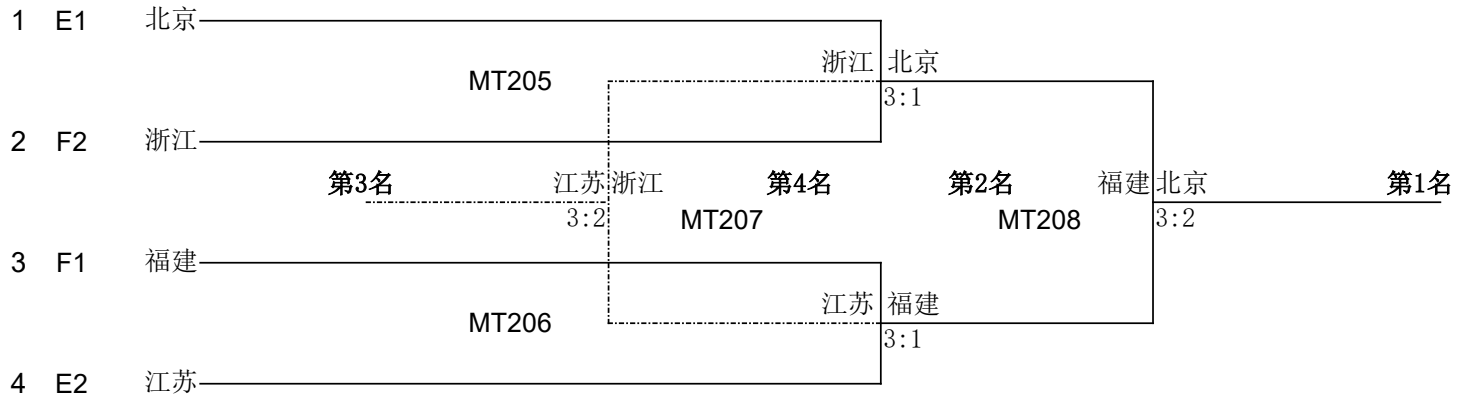 1 E1 北京
浙江 北京
MT205
3:1
2 F2 浙江
第3名 江苏 浙江 第4名 第2名 福建 北京 第1名
3:2 MT207 MT208 3:2
3 F1 福建
江苏 福建
MT206
3:1
4 E2 江苏